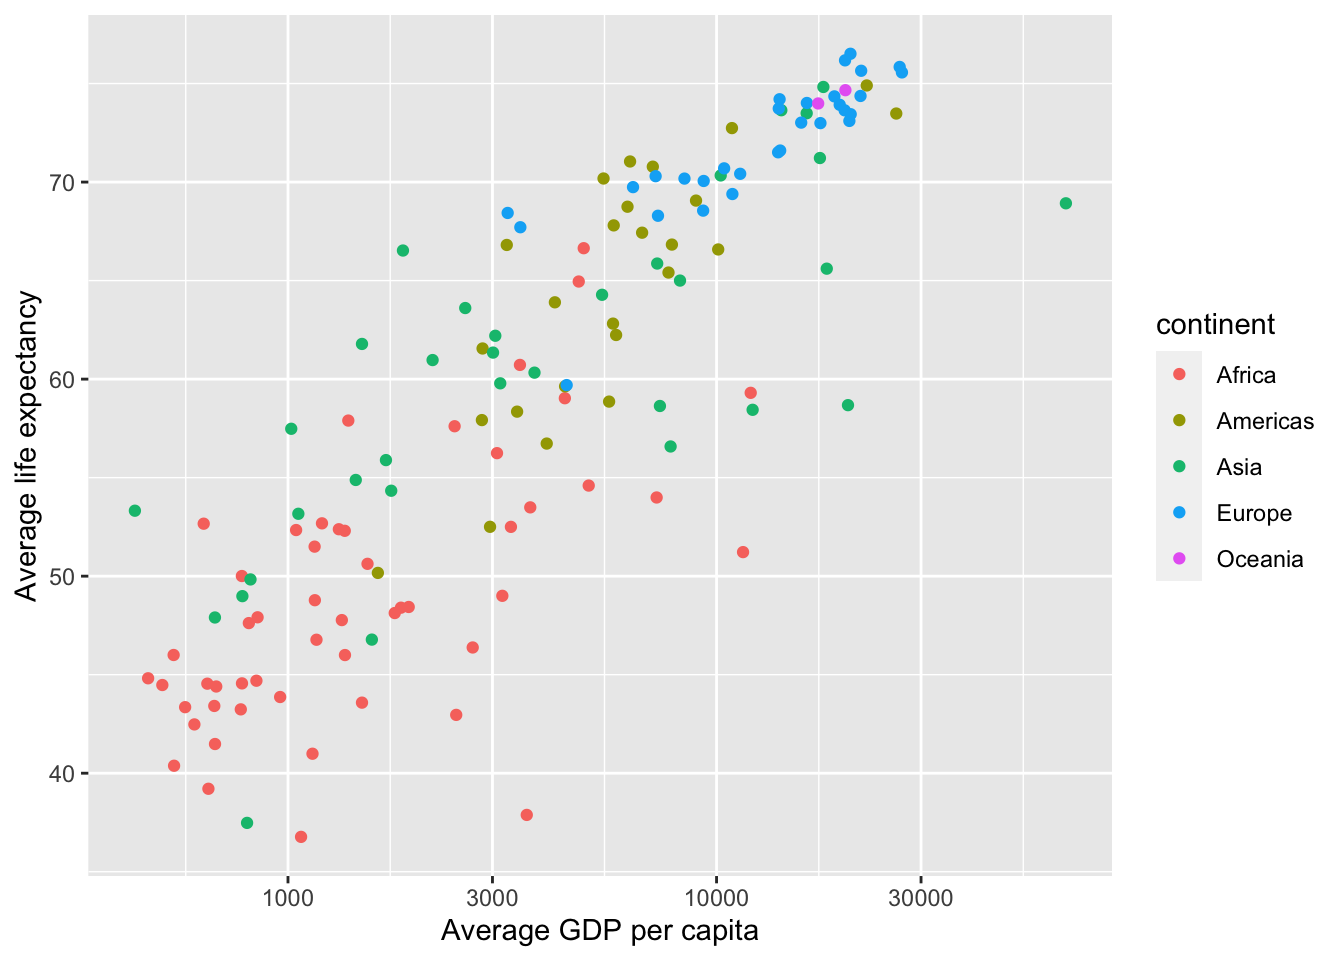 Average life expectancy
70
60
50
40
1000
3000
10000
30000
Average GDP per capita
continent
Africa
Americas
Asia
Europe
Oceania